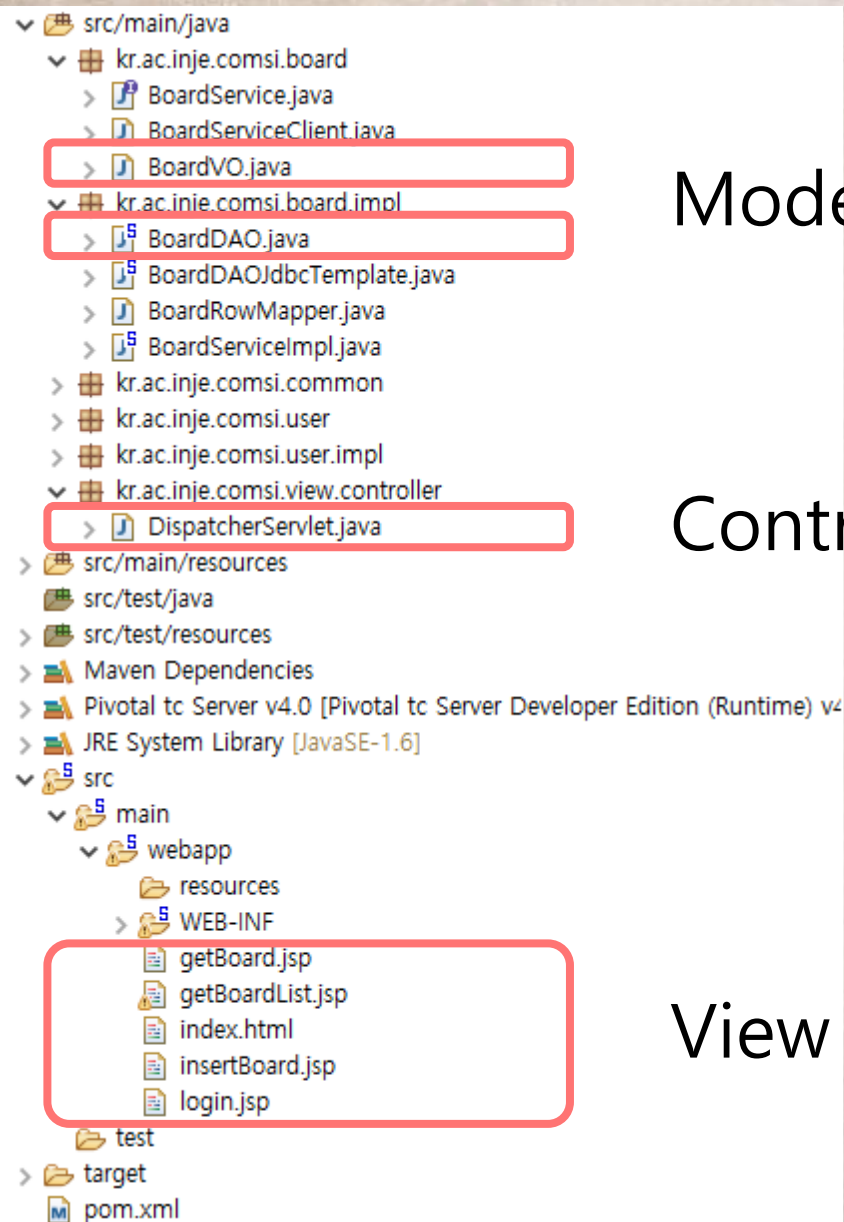 src/main/java
kr.ac.inje.comsi.board
BoardService.java
BoardServiceClient.java
BoardVO.java
Mode
kr.ac.inje.comsi.board.impl
BoardDAO.java
BoardDAOJdbcTemplate.java
BoardRowMapper.java
BoardServiceImpl.java
kr.ac.inje.comsi.common
kr.ac.inje.comsi.user
kr.ac.inje.comsi.user.impl
kr.ac.inje.comsi.view.controller
DispatcherServlet.java
Contr
src/main/resources
src/test/java
src/test/resources
Maven Dependencies
Pivotal tc Server v4.0 [Pivotal tc Server Developer Edition (Runtime) v4
JRE System Library [JavaSE-1.6]
src
main
webapp
resources
WEB-INF
getBoard.jsp
getBoardList.jsp
index.html
View
insertBoard.jsp
login.jsp
test
target
pom.xml